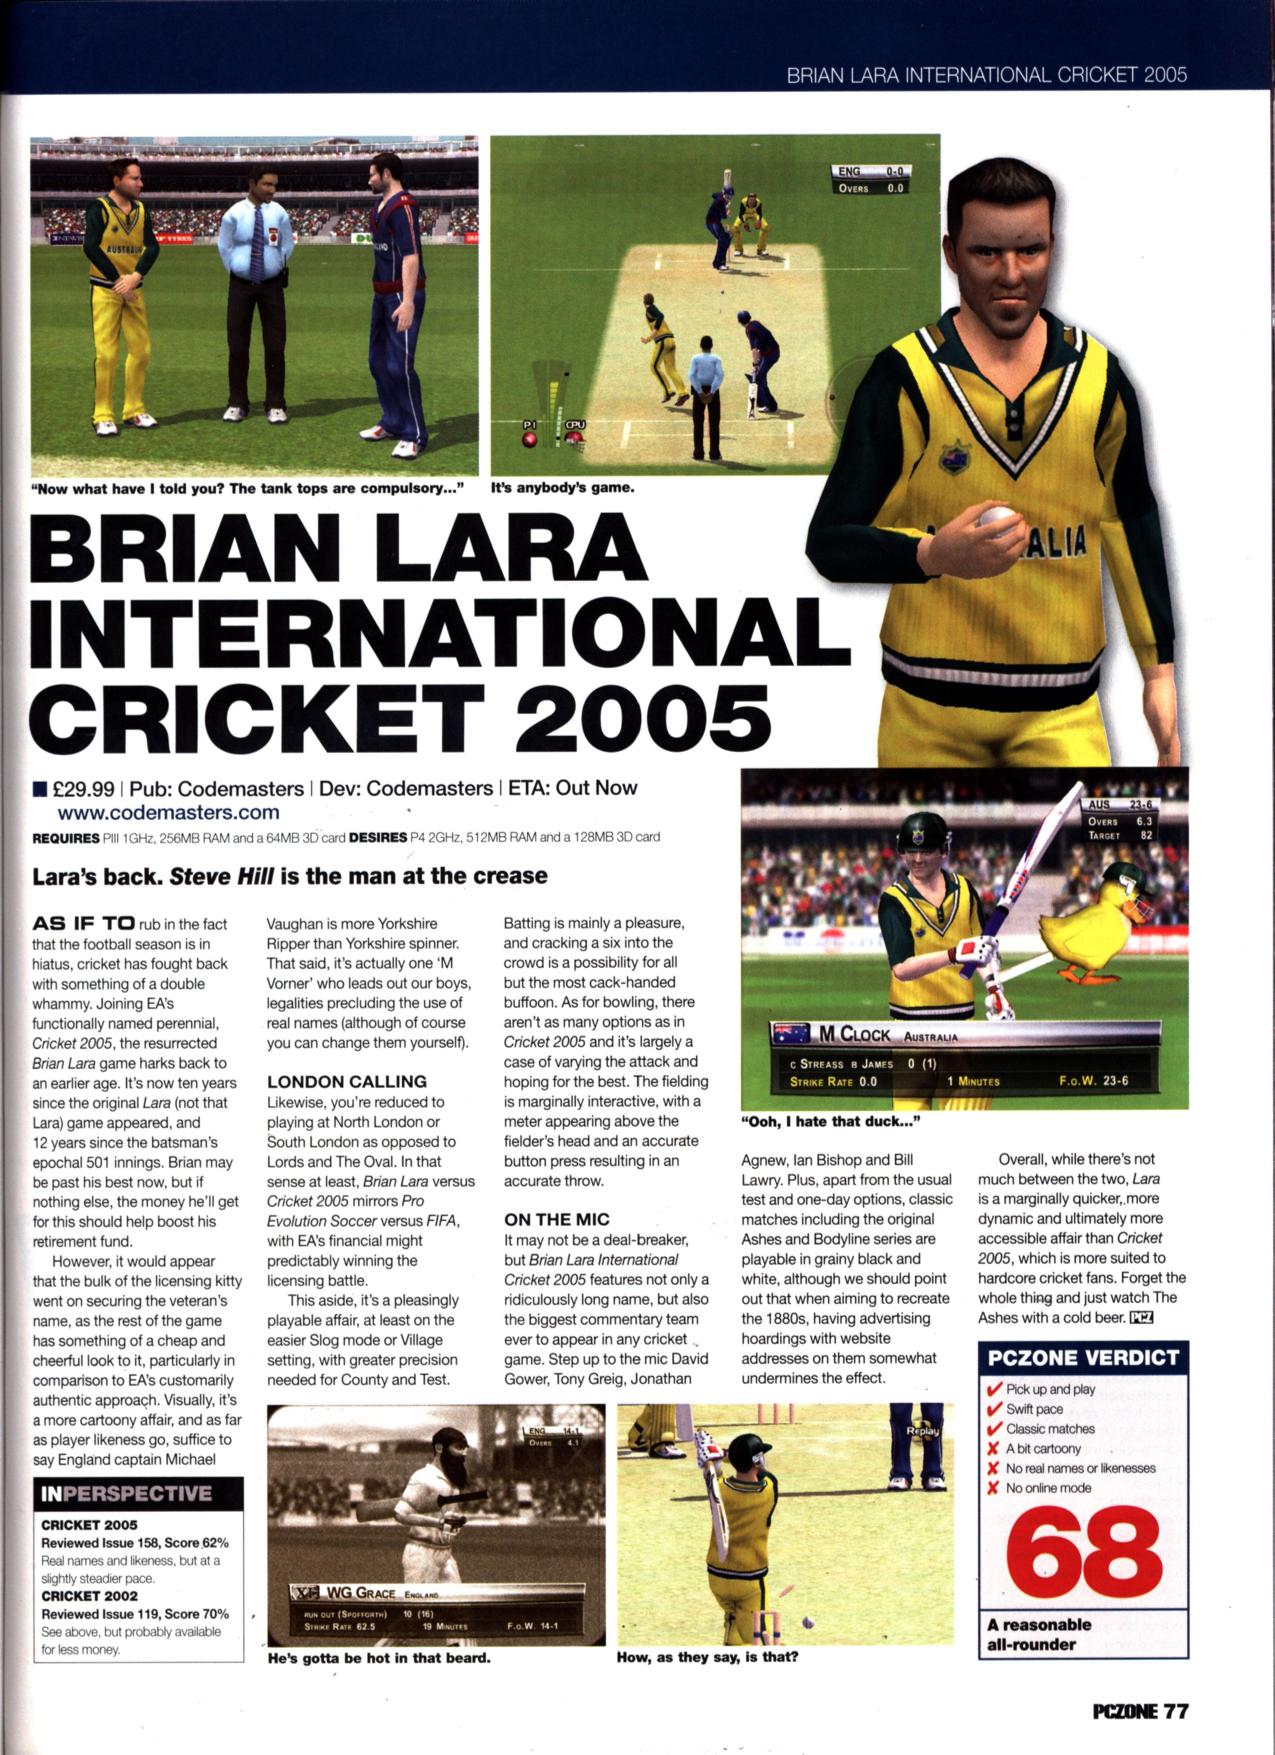 BRIAN LARA INTERNATIONAL CRICKET 2005
AUSTRALIA
ENG 0-0
OVERS 0.0
P1
CPU
"Now what have I told you? The tank tops are compulsory..."
It's anybody's game.
ALIA
BRIAN LARA
INTERNATIONAL
CRICKET 2005
£29.99 | Pub: Codemasters | Dev: Codemasters | ETA: Out Now
www.codemasters.com
REQUIRES PIII 1GHz, 256MB RAM and a 64MB 3D card DESIRES P4 2GHz, 512MB RAM and a 128MB 3D card
Lara's back. Steve Hill is the man at the crease
AS IF TO rub in the fact
that the football season is in
hiatus, cricket has fought back
with something of a double
whammy. Joining EA's
functionally named perennial,
Cricket 2005, the resurrected
Brian Lara game harks back to
an earlier age. It's now ten years
since the original Lara (not that
Lara) game appeared, and
12 years since the batsman's
epochal 501 innings. Brian may
be past his best now, but if
nothing else, the money he'll get
for this should help boost his
retirement fund.
However, it would appear
that the bulk of the licensing kitty
went on securing the veteran's
name, as the rest of the game
has something of a cheap and
cheerful look to it, particularly in
comparison to EA's customarily
authentic approach. Visually, it's
a more cartoony affair, and as far
as player likeness go, suffice to
say England captain Michael
Vaughan is more Yorkshire
Ripper than Yorkshire spinner.
That said, it's actually one 'M
Vorner' who leads out our boys,
legalities precluding the use of
real names (although of course
you can change them yourself).
LONDON CALLING
Likewise, you're reduced to
playing at North London or
South London as opposed to
Lords and The Oval. In that
sense at least, Brian Lara versus
Cricket 2005 mirrors Pro
Evolution Soccer versus FIFA,
with EA's financial might
predictably winning the
licensing battle.
This aside, it's a pleasingly
playable affair, at least on the
easier Slog mode or Village
setting, with greater precision
needed for County and Test.
Batting is mainly a pleasure,
and cracking a six into the
crowd is a possibility for all
but the most cack-handed
buffoon. As for bowling, there
aren't as many options as in
Cricket 2005 and it's largely a
case of varying the attack and
hoping for the best. The fielding
is marginally interactive, with a
meter appearing above the
fielder's head and an accurate
button press resulting in an
accurate throw.
ON THE MIC
It may not be a deal-breaker,
but Brian Lara International
Cricket 2005 features not only a
ridiculously long name, but also
the biggest commentary team
ever to appear in any cricket
game. Step up to the mic David
Gower, Tony Greig, Jonathan
AUS 23-6
OVERS 6.3
TARGET 82
M CLOCK AUSTRALIA
C STREASS B JAMES 0 (1)
STRIKE RATE 0.0 1 MINUTES F.O.W. 23-6
"Ooh, I hate that duck..."
Agnew, Ian Bishop and Bill
Lawry. Plus, apart from the usual
test and one-day options, classic
matches including the original
Ashes and Bodyline series are
playable in grainy black and
white, although we should point
out that when aiming to recreate
the 1880s, having advertising
hoardings with website
addresses on them somewhat
undermines the effect.
Overall, while there's not
much between the two, Lara
is a marginally quicker, more
dynamic and ultimately more
accessible affair than Cricket
2005, which is more suited to
hardcore cricket fans. Forget the
whole thing and just watch The
Ashes with a cold beer. PCZ
INPERSPECTIVE
CRICKET 2005
Reviewed Issue 158, Score 62%
Real names and likeness, but at a
slightly steadier pace.
CRICKET 2002
Reviewed Issue 119, Score 70%
See above, but probably available
for less money.
ENG 14-1
OVERS 4.1
WG GRACE ENGLAND
RUN OUT (SPOFFORTH) 10 (16)
STRIKE RATE 62.5 19 MINUTES F.O.W. 14-1
He's gotta be hot in that beard.
Replay
How, as they say, is that?
PCZONE VERDICT
Pick up and play
Swift pace
Classic matches
A bit cartoony
No real names or likenesses
No online mode
68
A reasonable
all-rounder
PCZONE 77